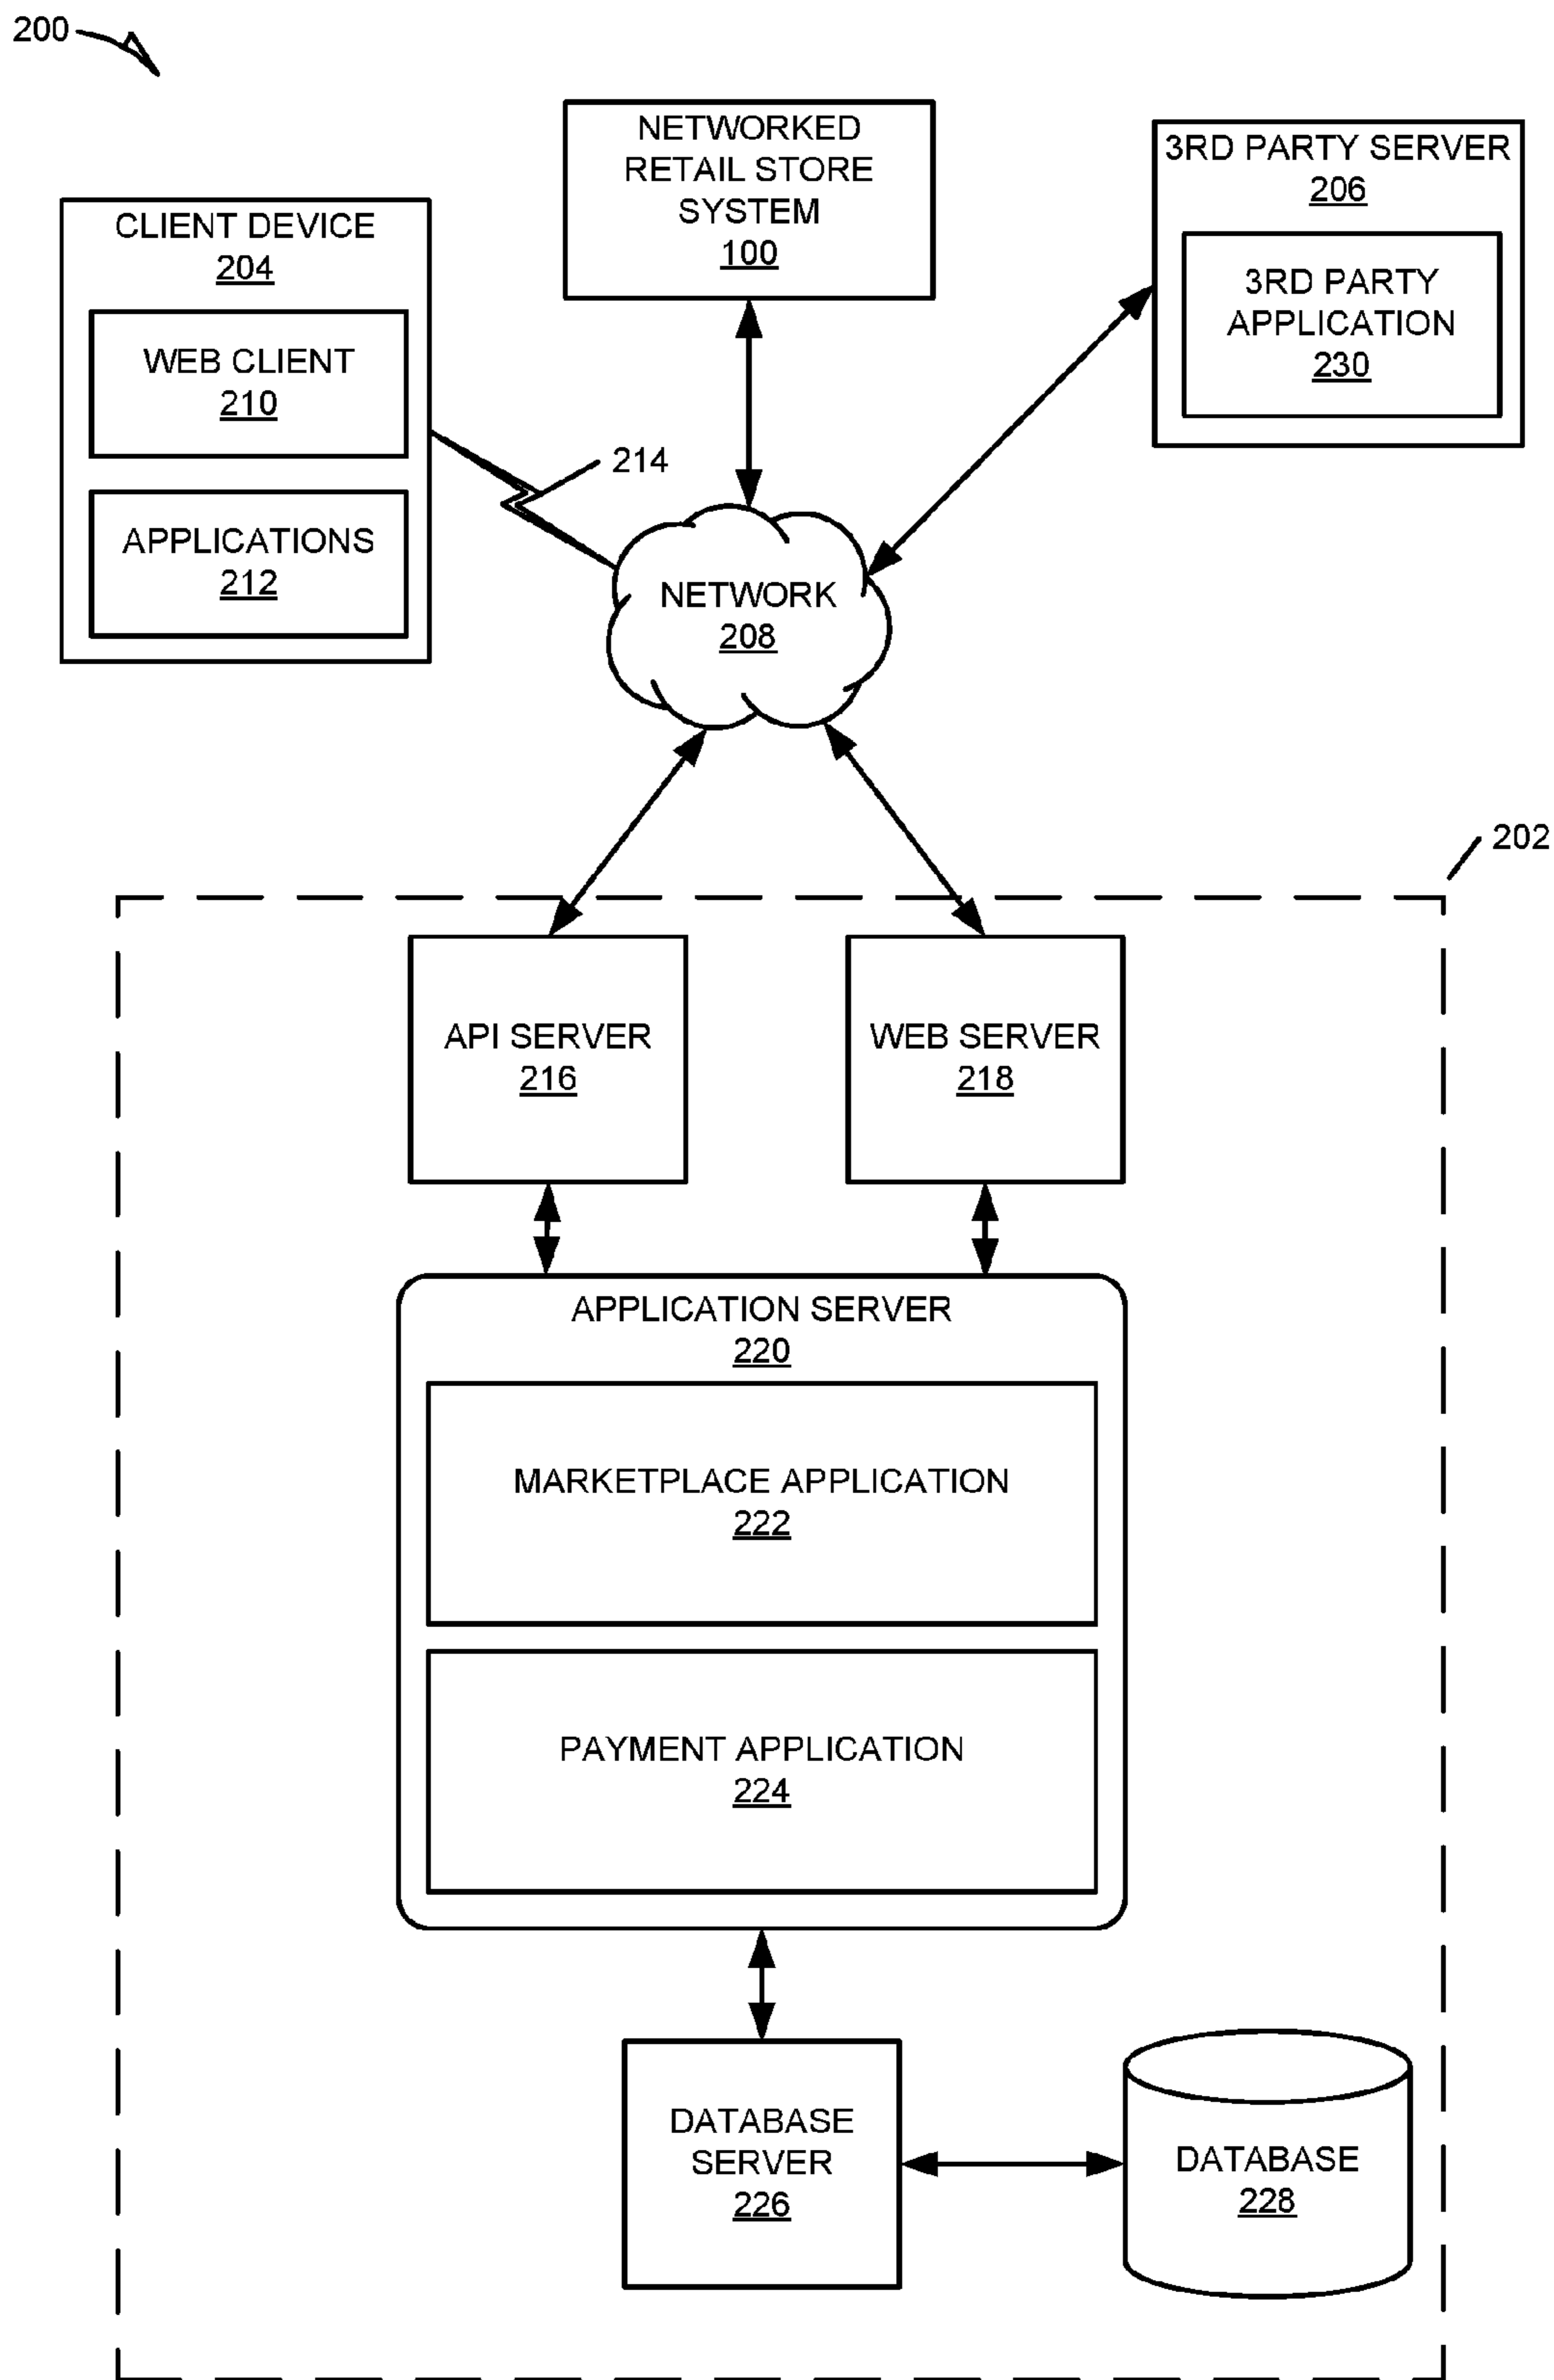 200
NETWORKED
RETAIL STORE
SYSTEM
100
3RD PARTY SERVER
206
3RD PARTY
APPLICATION
230
CLIENT DEVICE
204
WEB CLIENT
210
APPLICATIONS
212
214
NETWORK
208
202
API SERVER
216
WEB SERVER
218
APPLICATION SERVER
220
MARKETPLACE APPLICATION
222
PAYMENT APPLICATION
224
DATABASE
SERVER
226
DATABASE
228